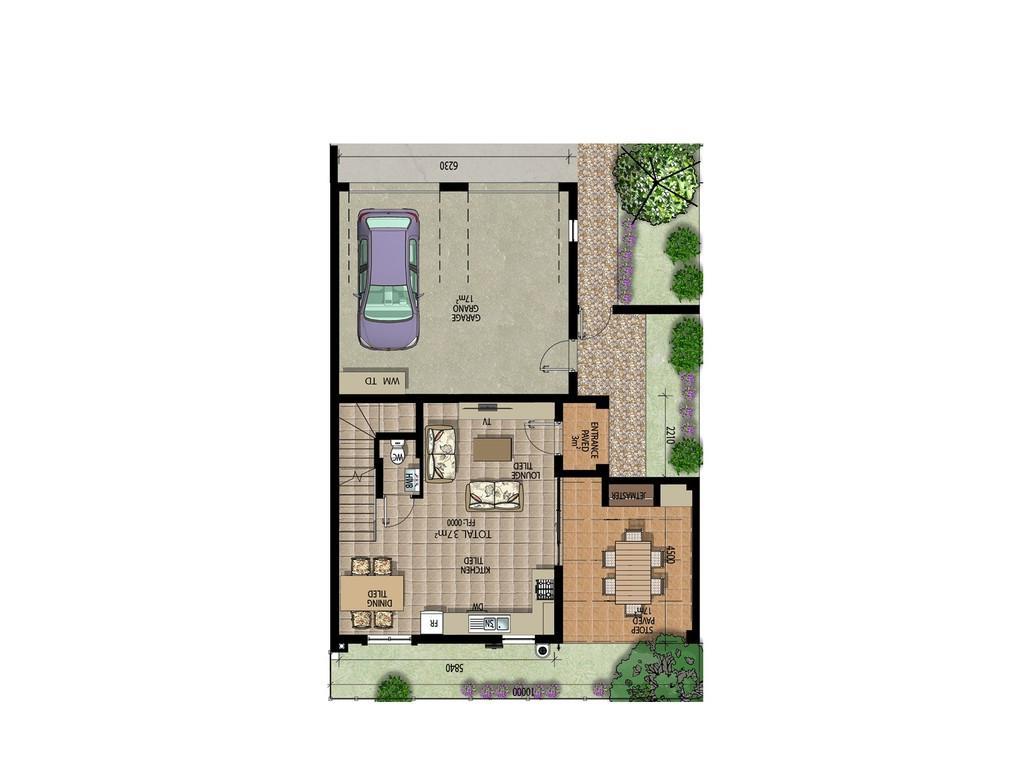 6230
GARAGE
GRANO
17m²
WM TD
TV
ENTRANCE
PAVED
3m²
2210
WC
HWB
LOUNGE
TILED
JETMASTER
TOTAL 37m²
FFL:0000
KITCHEN
TILED
4500
DINING
TILED
DW
FR
SN
STOEP
PAVED
17m²
5840
10000